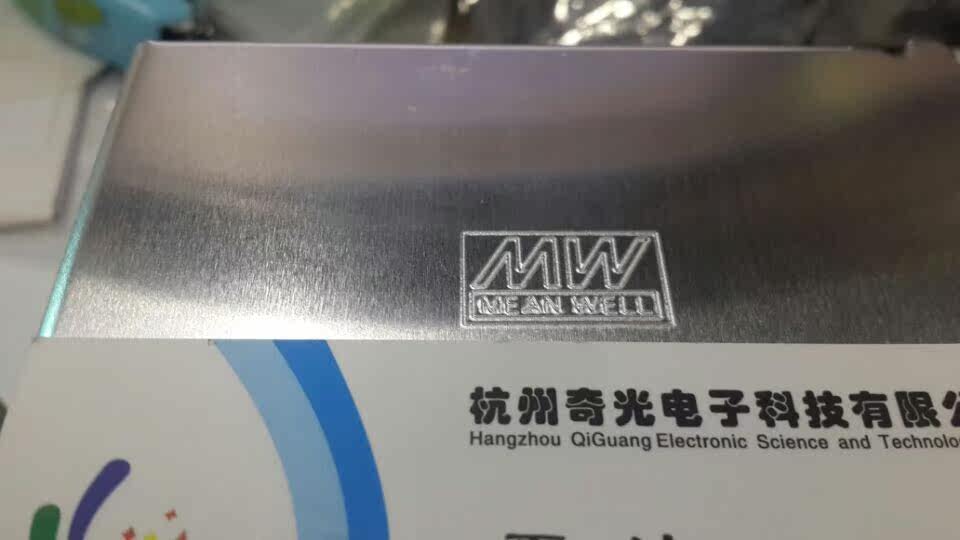 MW
MEAN WELL
杭州奇光电子科技有限公
Hangzhou QiGuang Electronic Science and Technolo